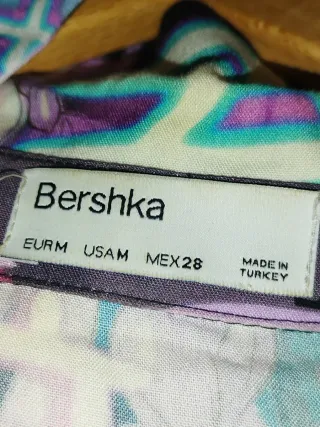 Bershka
EUR M USA M MEX 28
MADE IN
TURKEY